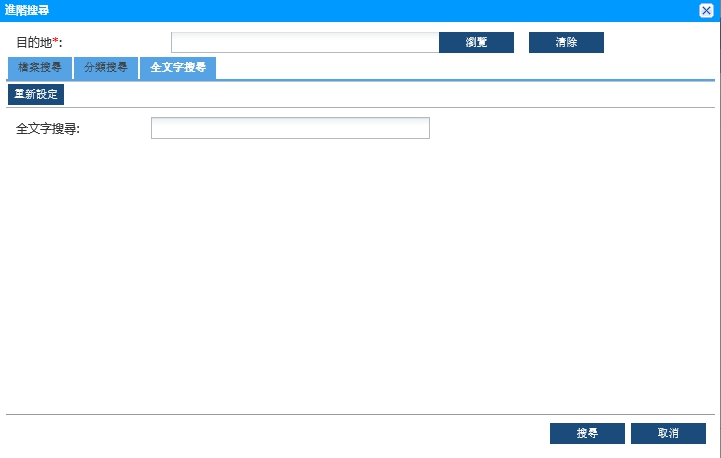 進階搜尋
目的地*: 瀏覽 清除
檔案搜尋 分類搜尋 全文字搜尋
重新設定
全文字搜尋:
搜尋 取消